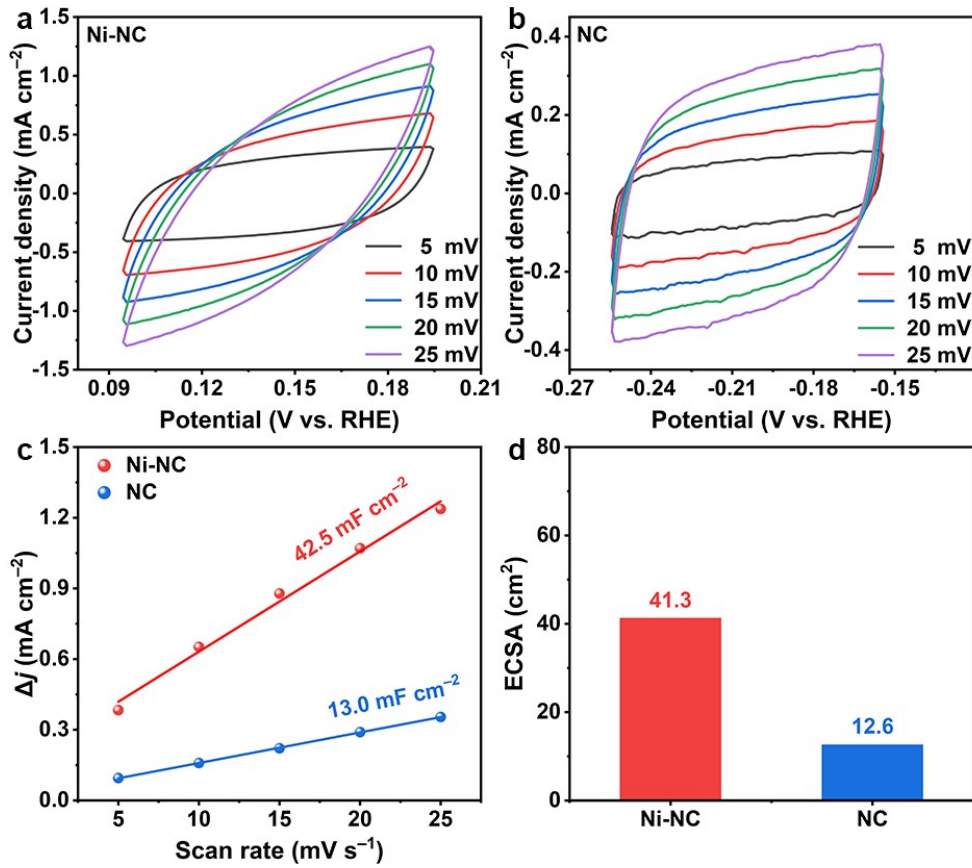 a
Ni-NC
Current density (mA cm⁻²)
1.5
1.0
0.5
0.0
-0.5
-1.0
-1.5
5 mV
10 mV
15 mV
20 mV
25 mV
0.09
0.12
0.15
0.18
0.21
Potential (V vs. RHE)
b
NC
Current density (mA cm⁻²)
0.4
0.2
0.0
-0.2
-0.4
5 mV
10 mV
15 mV
20 mV
25 mV
-0.27
-0.24
-0.21
-0.18
-0.15
Potential (V vs. RHE)
c
Ni-NC
NC
Δj (mA cm⁻²)
1.5
1.2
0.9
0.6
0.3
0.0
42.5 mF cm⁻²
13.0 mF cm⁻²
5
10
15
20
25
Scan rate (mV s⁻¹)
d
ECSA (cm²)
80
60
40
20
0
41.3
12.6
Ni-NC
NC